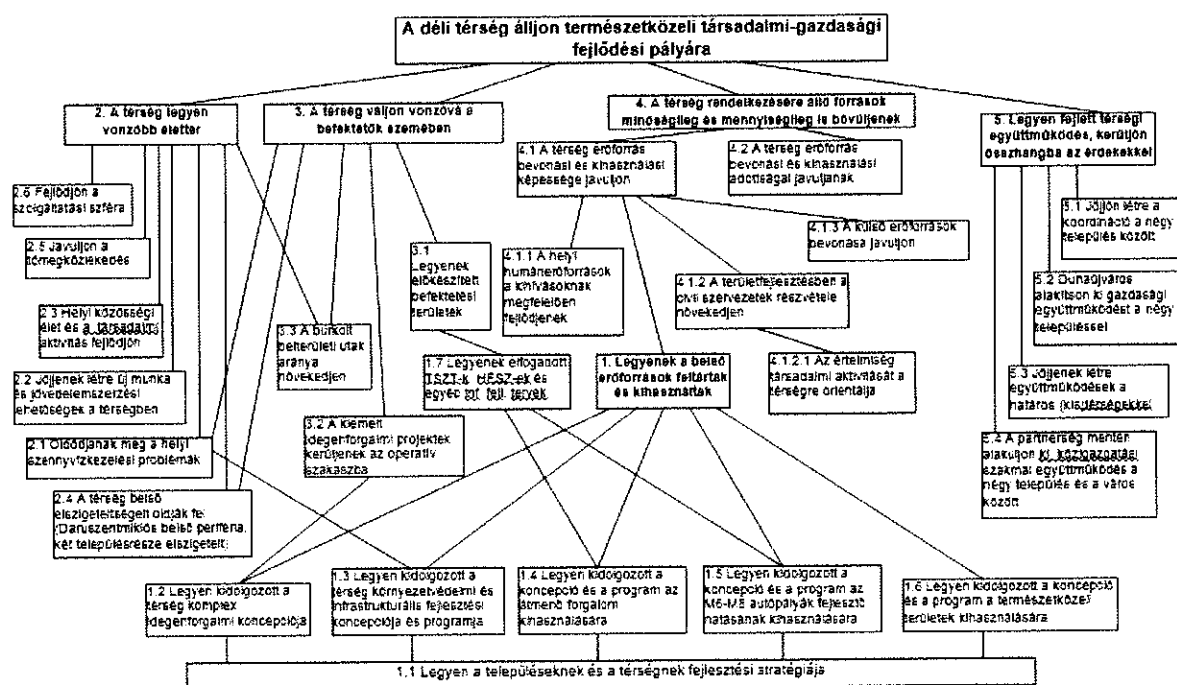 A déli térség álljon természetközeli társadalmi-gazdasági
fejlődési pályára
2. A térség legyen
vonzóbb élettér
3. A térség váljon vonzóvá a
befektetők szemében
4. A térség rendelkezésére álló források
minőségileg és mennyiségileg is bővüljenek
5. Legyen fejlett térségi
együttműködés, kerüljön
összhangba az érdekekkel
4.1 A térség erőforrás
bevonási és kihasználási
képessége javuljon
4.2 A térség erőforrás
bevonási és kihasználási
adottságai javuljanak
2.6 Fejlődjön a
szolgáltatási szféra
2.5 Javuljon a
tömegközlekedés
2.3 Helyi közösségi
élet és a társadalmi
aktivitás fejlődjön
2.2 Jöjjenek létre új munka
és jövedelemszerzési
lehetőségek a térségben
2.1 Oldódjanak meg a helyi
szennyvízkezelési problémák
2.4 A térség belső
elszigeteltségét oldják fel
(Daruszentmiklós belső periféria,
két településrésze elszigetelt)
3.3 A burkolt
belterületi utak
aránya
növekedjen
3.2 A kiemelt
idegenforgalmi projektek
kerüljenek az operatív
szakaszba
3.1
Legyenek
előkészített
befektetési
területek
4.1.1 A helyi
humánerőforrások
a kihívásoknak
megfelelően
fejlődjenek
4.1.3 A külső erőforrások
bevonása javuljon
4.1.2 A területfejlesztésben a
civil szervezetek részvétele
növekedjen
4.1.2.1 Az értelmiség
társadalmi aktivitását a
térségre orientálja
1.7 Legyenek elfogadott
TSZT-k, HÉSZ-ek és
egyéb ter. fejl. tervek
1. Legyenek a belső
erőforrások feltártak
és kihasználtak
5.1 Jöjjön létre a
koordináció a négy
település között
5.2 Dunaújváros
alakítson ki gazdasági
együttműködést a négy
településsel
5.3 Jöjjenek létre
együttműködések a
határos (kis)térségekkel
5.4 A partnerség mentén
alakuljon ki közigazgatási
szakmai együttműködés a
négy település és a város
között
1.2 Legyen kidolgozott a
térség komplex
idegenforgalmi koncepciója
1.3 Legyen kidolgozott a
térség környezetvédelmi és
infrastrukturális fejlesztési
koncepciója és programja
1.4 Legyen kidolgozott a
koncepció és a program az
átmenő forgalom
kihasználására
1.5 Legyen kidolgozott a
koncepció és a program az
M6-M8 autópályák fejlesztő
hatásának kihasználására
1.6 Legyen kidolgozott a koncepció
és a program a természetközeli
területek kihasználására
1.1 Legyen a településeknek és a térségnek fejlesztési stratégiája